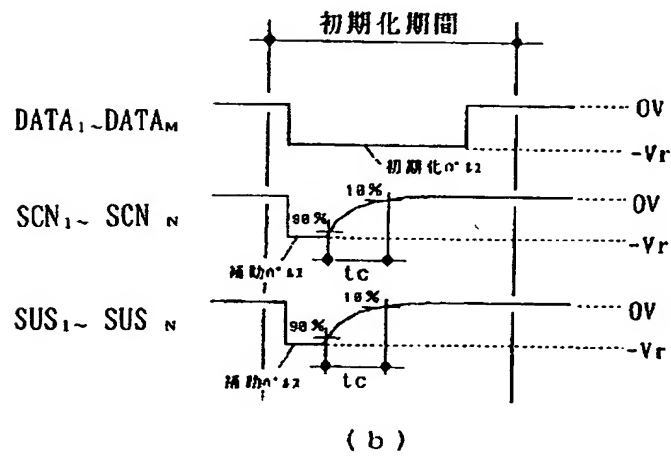 初期化期間
DATA₁~DATAM
0V
-Vr
初期化パルス
SCN₁~ SCN N
90%
10%
0V
-Vr
補助パルス
tc
SUS₁~ SUS N
90%
10%
0V
-Vr
補助パルス
tc
(b)